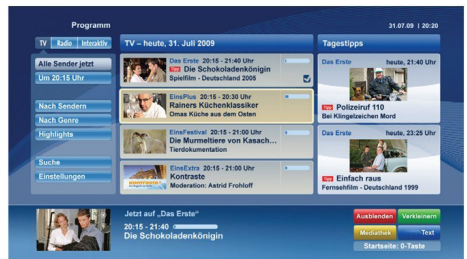 Programm
31.07.09 | 20:20
TV Radio Interaktiv
Alle Sender jetzt
Um 20:15 Uhr
Nach Sendern
Nach Genre
Highlights
Suche
Einstellungen
TV – heute, 31. Juli 2009
Das Erste 20:15 - 21:40 Uhr
Tipp Die Schokoladenkönigin
Spielfilm - Deutschland 2005
EinsPlus 20:15 - 20:30 Uhr
Rainers Küchenklassiker
Omas Küche aus dem Osten
EinsFestival 20:15 - 21:00 Uhr
Die Murmeltiere von Kasach...
Tierdokumentation
EinsExtra 20:15 - 21:00 Uhr
Kontraste
Moderation: Astrid Frohloff
Tagestipps
Das Erste heute, 21:40 Uhr
Tipp Polizeiruf 110
Bei Klingelzeichen Mord
Das Erste heute, 23:25 Uhr
Tipp Einfach raus
Fernsehfilm - Deutschland 1999
Jetzt auf „Das Erste“
20:15 - 21:40
Die Schokoladenkönigin
Ausblenden Verkleinern
Mediathek Text
Startseite: 0-Taste